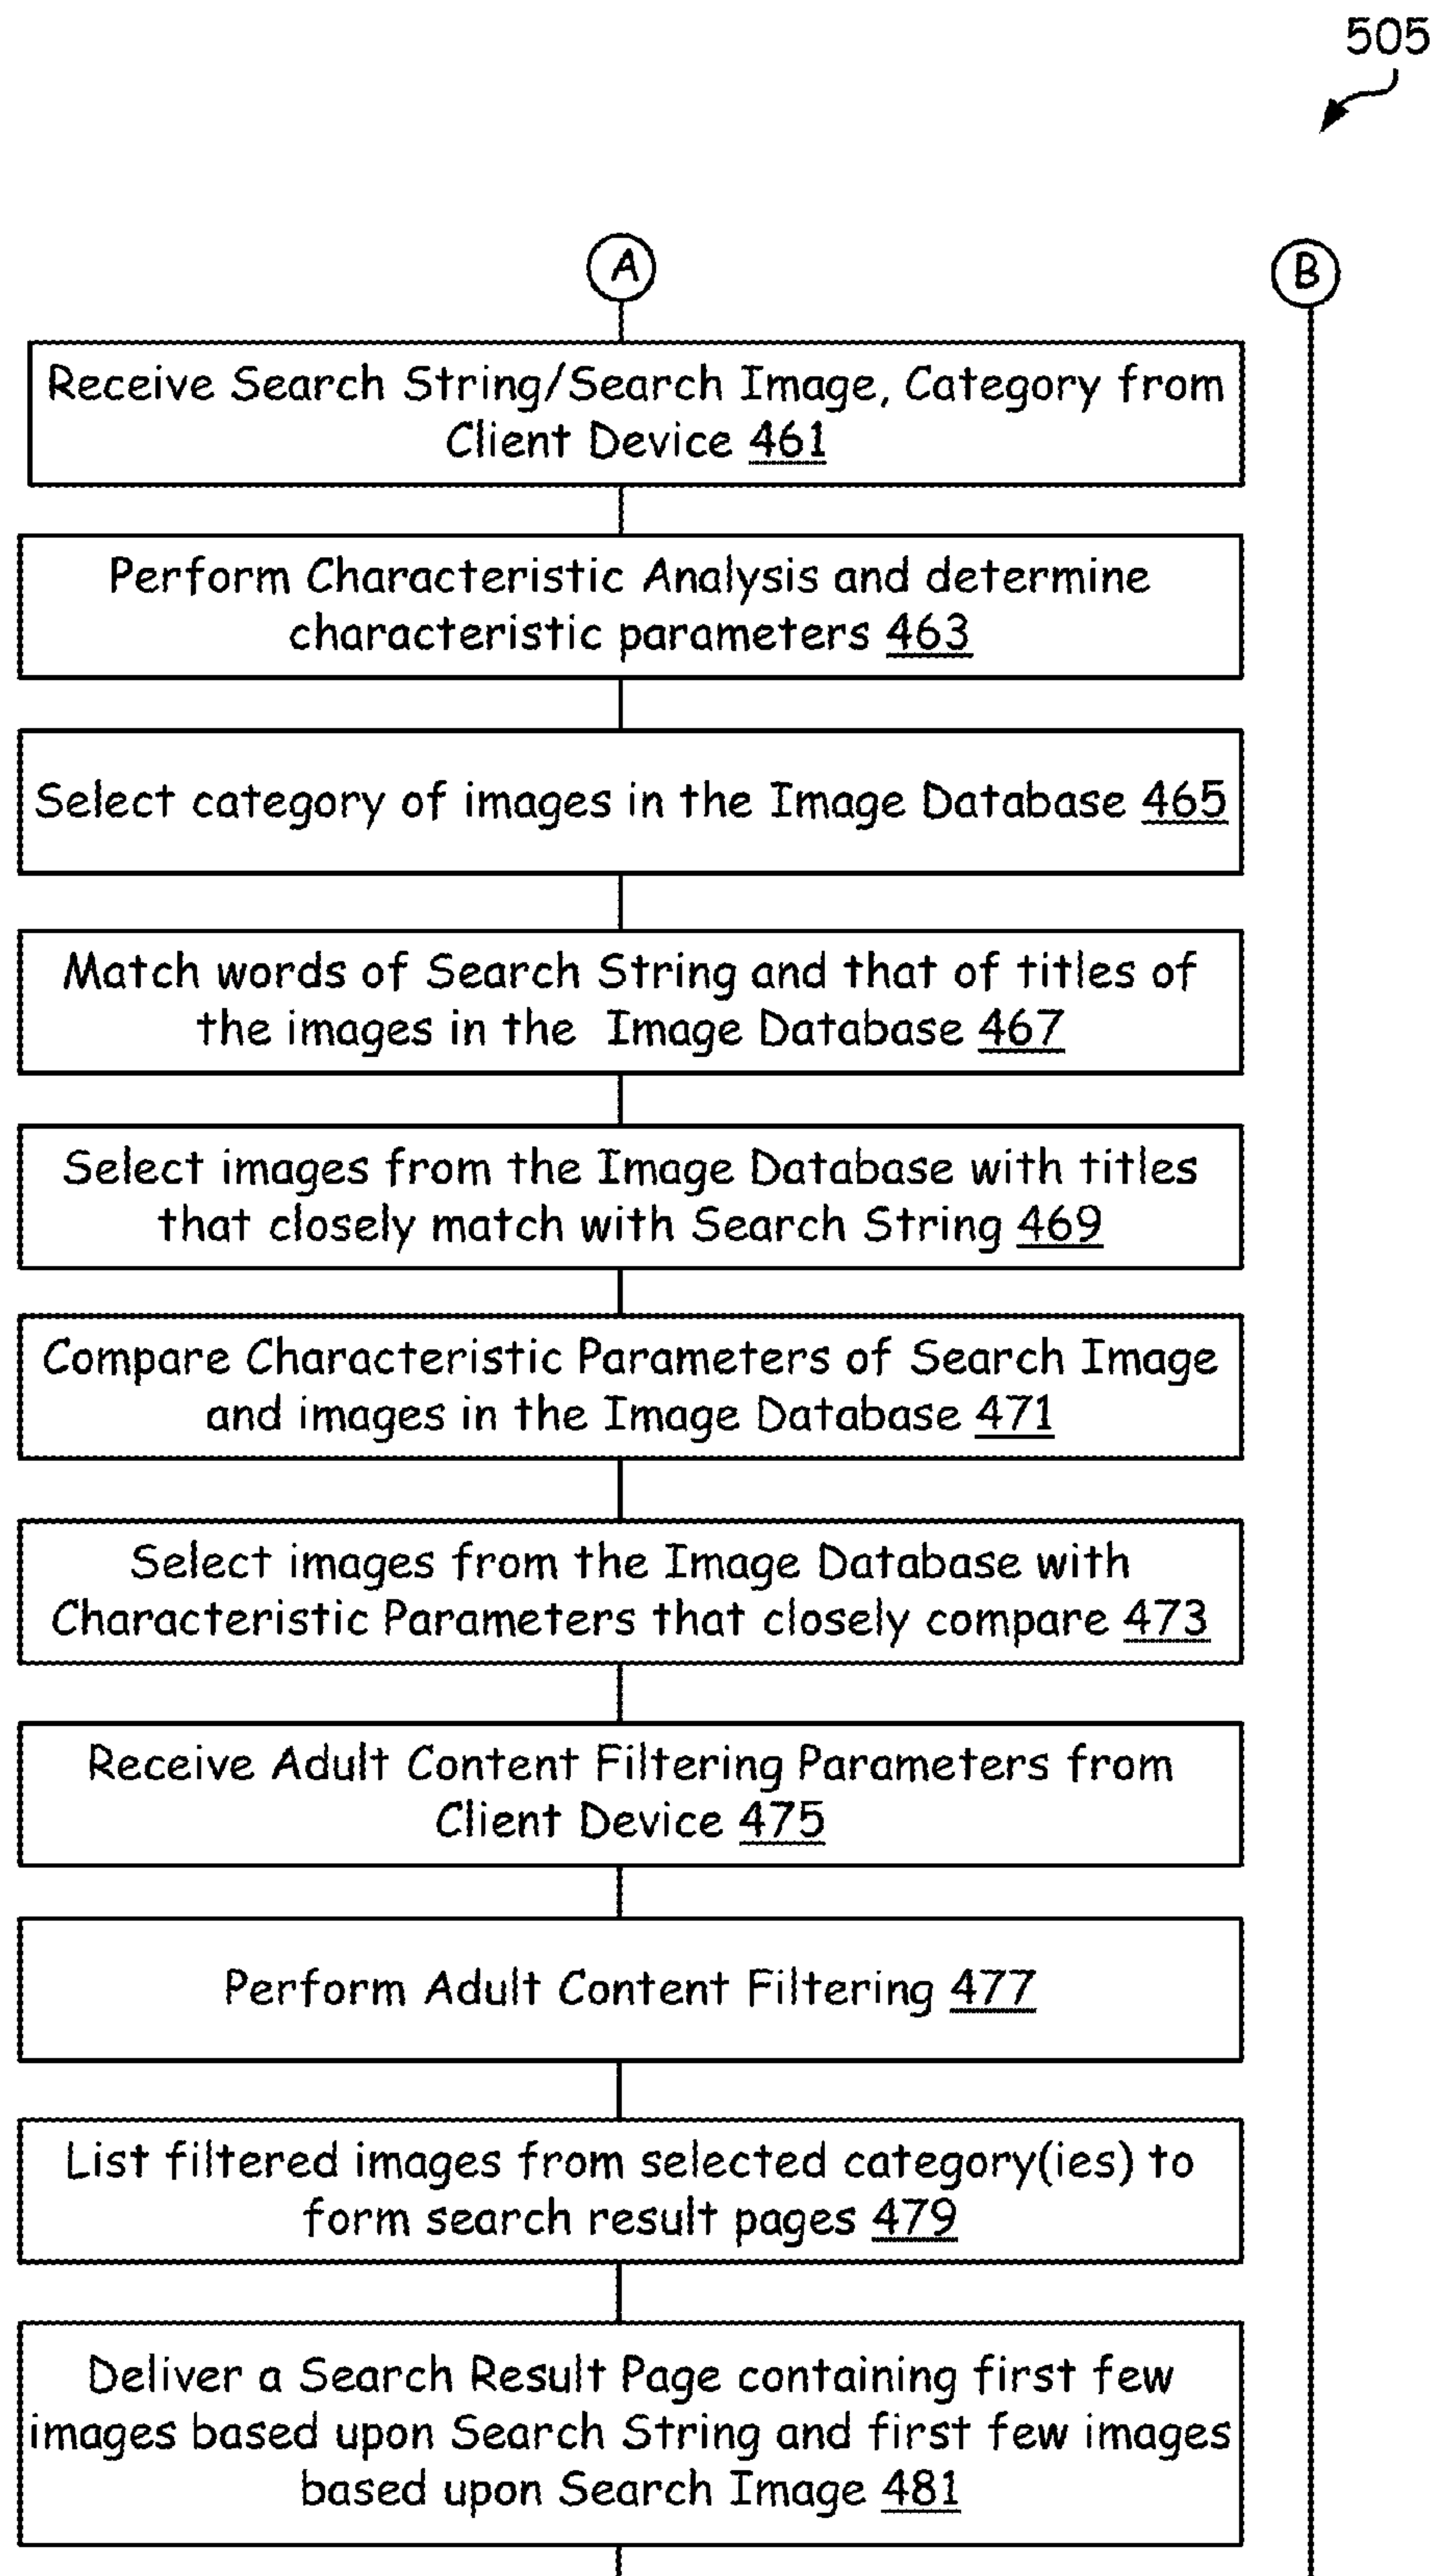 505
A
B
Receive Search String/Search Image, Category from
Client Device 461
Perform Characteristic Analysis and determine
characteristic parameters 463
Select category of images in the Image Database 465
Match words of Search String and that of titles of
the images in the Image Database 467
Select images from the Image Database with titles
that closely match with Search String 469
Compare Characteristic Parameters of Search Image
and images in the Image Database 471
Select images from the Image Database with
Characteristic Parameters that closely compare 473
Receive Adult Content Filtering Parameters from
Client Device 475
Perform Adult Content Filtering 477
List filtered images from selected category(ies) to
form search result pages 479
Deliver a Search Result Page containing first few
images based upon Search String and first few images
based upon Search Image 481